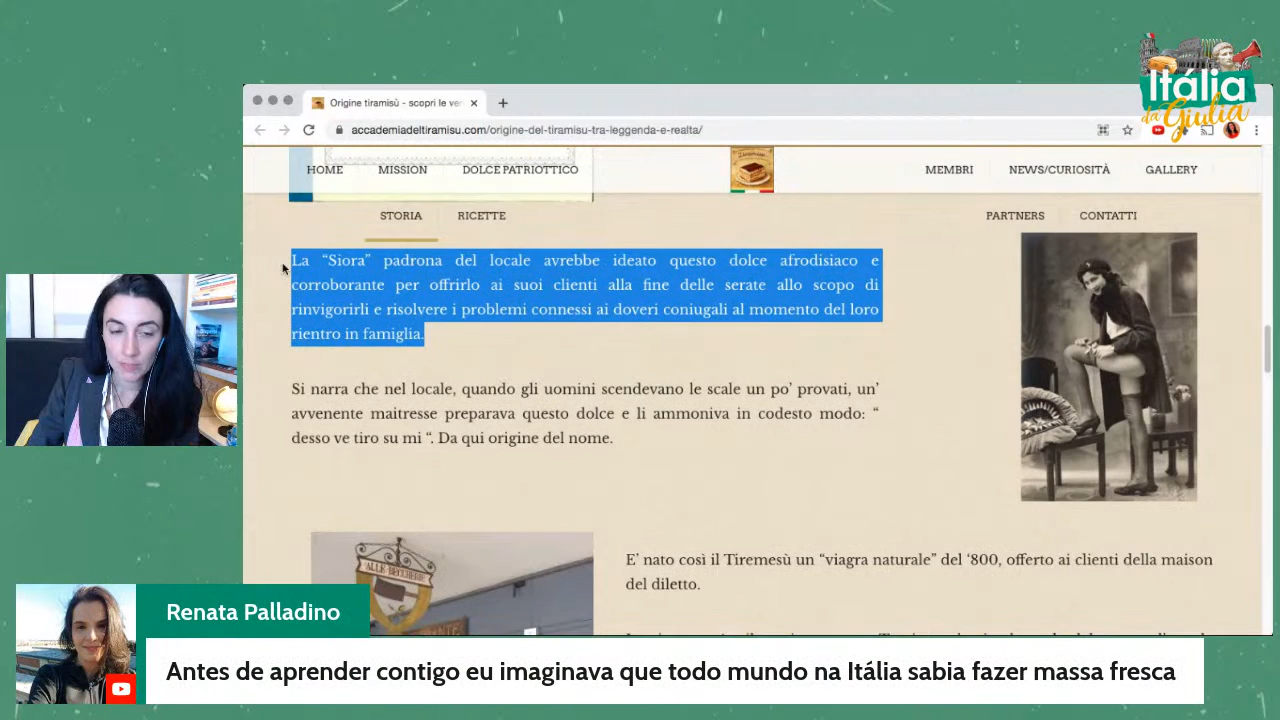 Itália
da Giulia
Origine tiramisù - scopri le ve
accademiadeltiramisu.com/origine-del-tiramisu-tra-leggenda-e-realta/
HOME MISSION DOLCE PATRIOTTICO MEMBRI NEWS/CURIOSITÀ GALLERY
STORIA RICETTE PARTNERS CONTATTI
La “Siora” padrona del locale avrebbe ideato questo dolce afrodisiaco e
corroborante per offrirlo ai suoi clienti alla fine delle serate allo scopo di
rinvigorirli e risolvere i problemi connessi ai doveri coniugali al momento del loro
rientro in famiglia.
Si narra che nel locale, quando gli uomini scendevano le scale un po’ provati, un’
avvenente maitresse preparava questo dolce e li ammoniva in codesto modo: “
desso ve tiro su mi “. Da qui origine del nome.
ALLE BECCHERIE
E’ nato così il Tiremesù un “viagra naturale” del ‘800, offerto ai clienti della maison
del diletto.
Renata Palladino
Antes de aprender contigo eu imaginava que todo mundo na Itália sabia fazer massa fresca